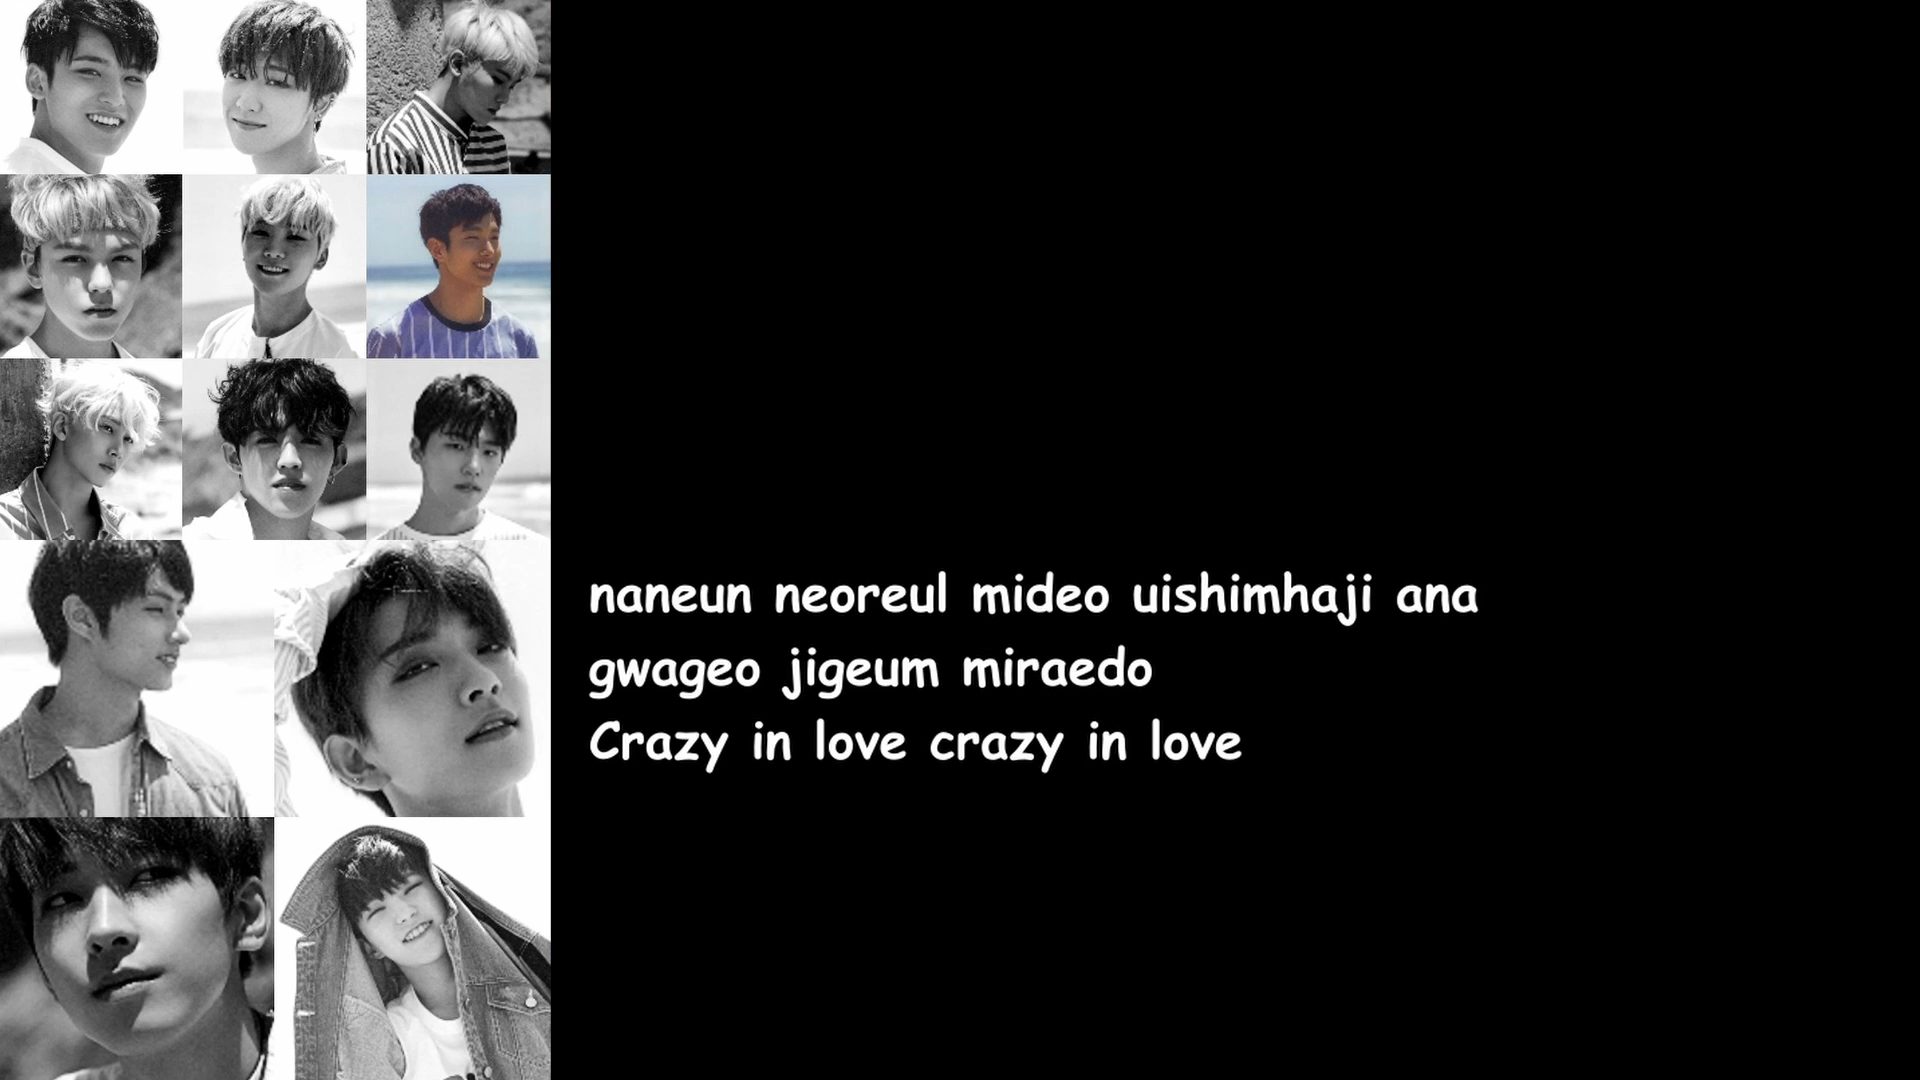 naneun neoreul mideo uishimhaji ana
gwageo jigeum miraedo
Crazy in love crazy in love